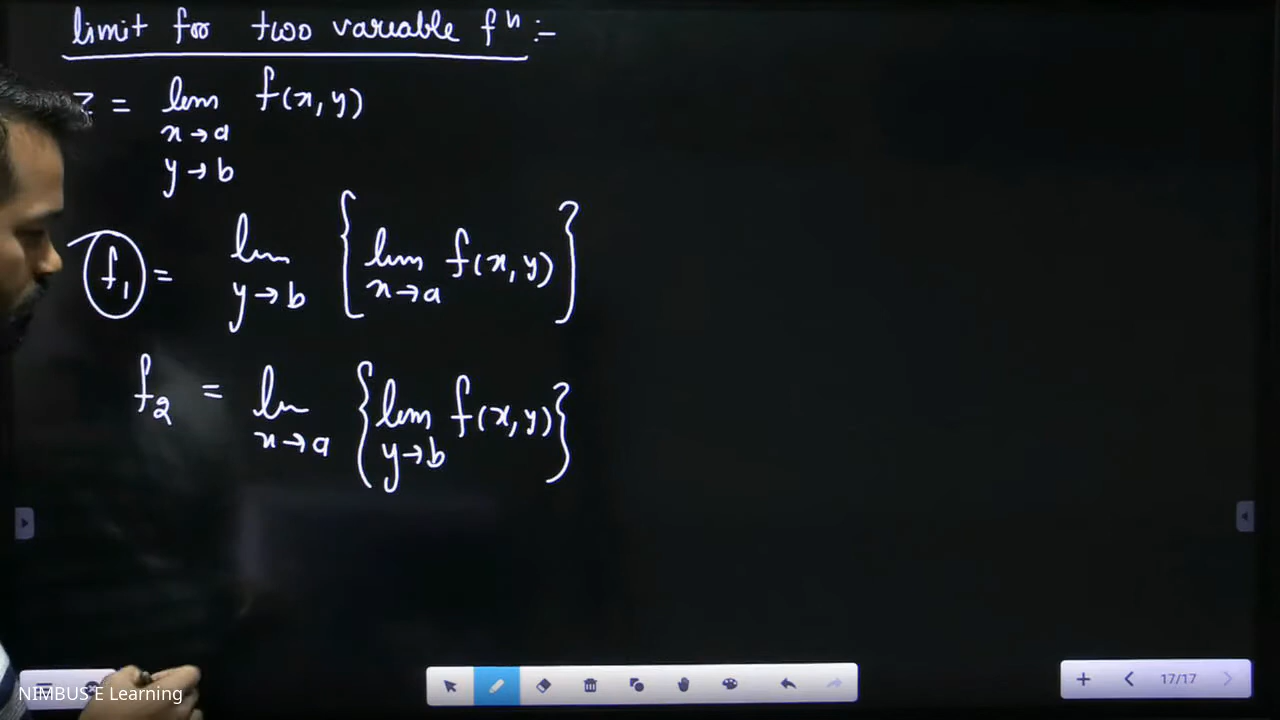 limit for two variable fⁿ :-
Z = lim f(x, y)
x → a
y → b
f₁ = lim { lim f(x, y) }
y → b x → a
f₂ = lim { lim f(x, y) }
x → a y → b
NIMBUS E Learning
17/17